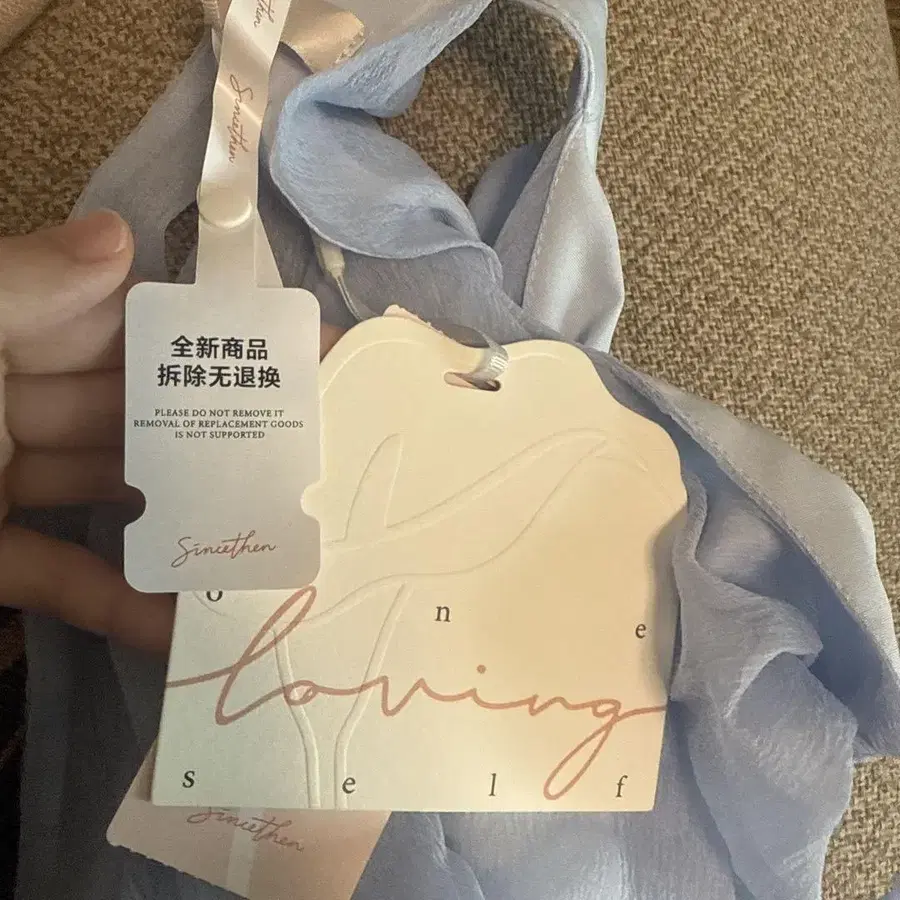 Sincethen
全新商品
拆除无退换
PLEASE DO NOT REMOVE IT
REMOVAL OF REPLACEMENT GOODS
IS NOT SUPPORTED
Sincethen
o n e
loving
s e l f
Sincethen